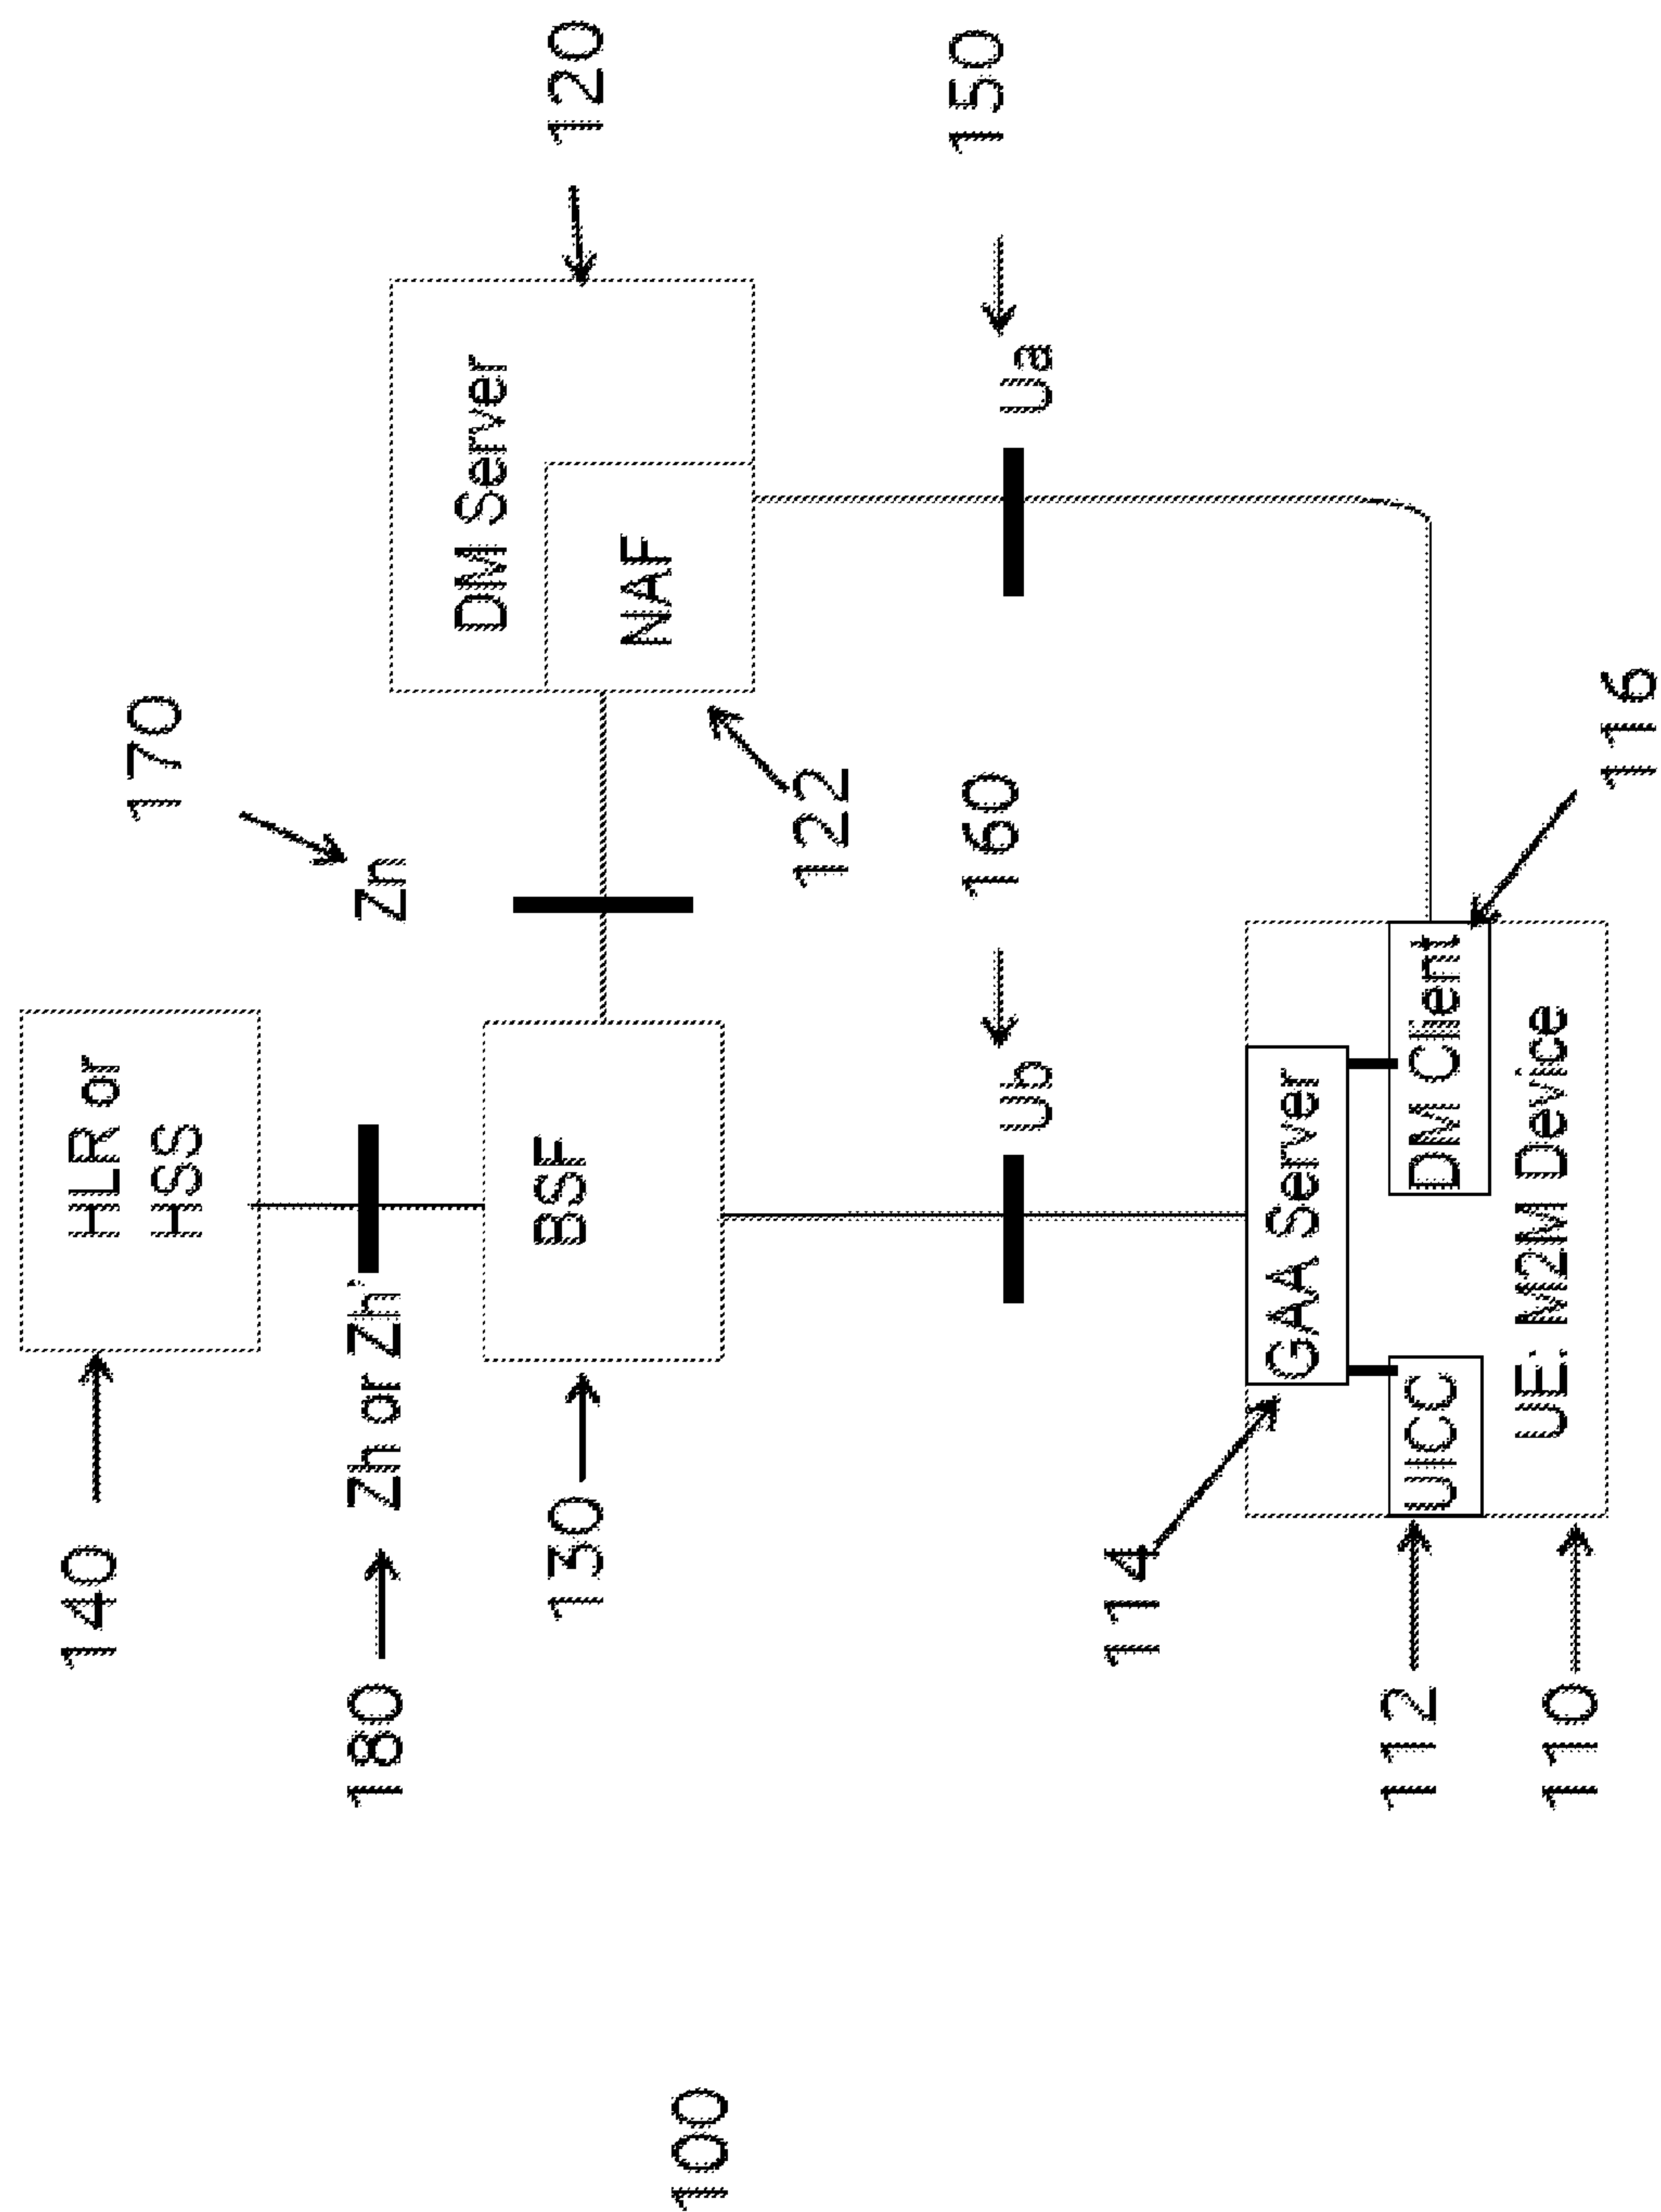 140
HLR or
HSS
170
180
Zh or Zh'
Zn
DM Server
120
130
BSF
NAF
100
122
160
150
Ub
Ua
114
GAA Server
112
UICC
DM Client
110
UE: M2M Device
116